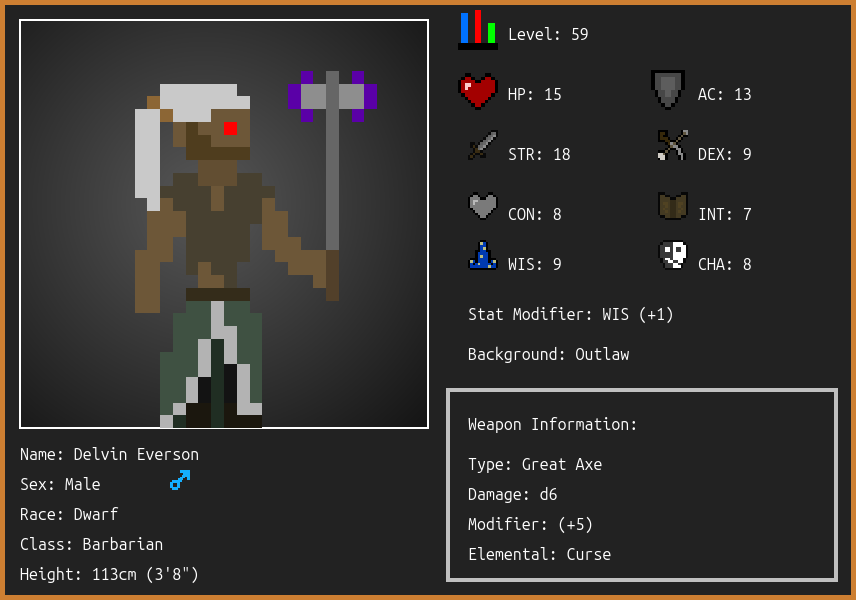 Level: 59
HP: 15
AC: 13
STR: 18
DEX: 9
CON: 8
INT: 7
WIS: 9
CHA: 8
Stat Modifier: WIS (+1)
Background: Outlaw
Weapon Information:
Type: Great Axe
Damage: d6
Modifier: (+5)
Elemental: Curse
Name: Delvin Everson
Sex: Male
Race: Dwarf
Class: Barbarian
Height: 113cm (3'8")